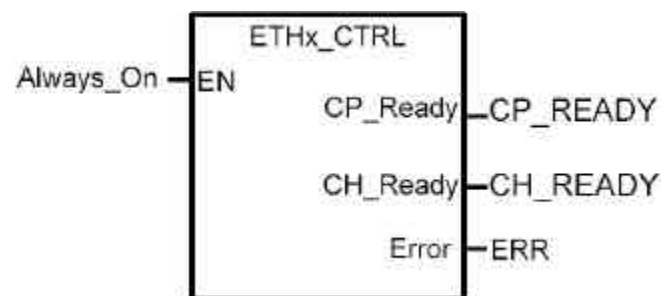 ETHx_CTRL
Always_On EN
CP_Ready CP_READY
CH_Ready CH_READY
Error ERR